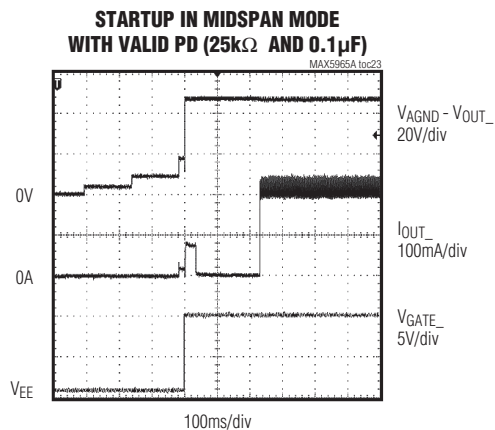 STARTUP IN MIDSPAN MODE
WITH VALID PD (25kΩ AND 0.1µF)
MAX5965A toc23
T
VAGND - VOUT_
20V/div
0V
IOUT_
100mA/div
0A
VGATE_
5V/div
VEE
100ms/div